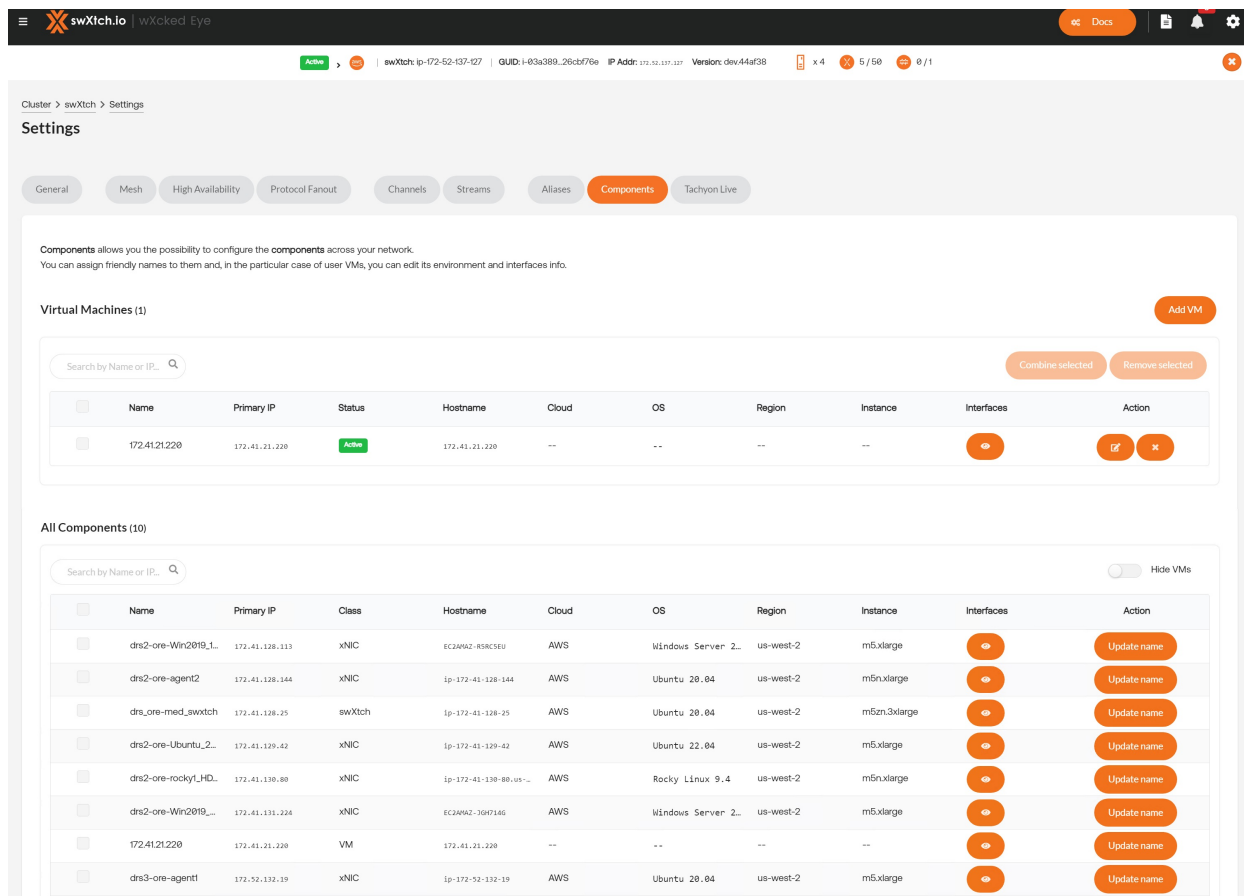 swXtch.io | wXcked Eye Docs
Active swXtch: ip-172-52-137-127 | GUID: i-03a389...26cbf76e IP Addr: 172.52.137.127 Version: dev.44af38 x 4 5 / 50 0 / 1
Cluster > swXtch > Settings
Settings
General Mesh High Availability Protocol Fanout Channels Streams Aliases Components Tachyon Live
Components allows you the possibility to configure the components across your network.
You can assign friendly names to them and, in the particular case of user VMs, you can edit its environment and interfaces info.
Virtual Machines (1) Add VM
Search by Name or IP... Combine selected Remove selected
Name Primary IP Status Hostname Cloud OS Region Instance Interfaces Action
172.41.21.220 172.41.21.220 Active 172.41.21.220 -- -- -- --
All Components (10)
Search by Name or IP... Hide VMs
Name Primary IP Class Hostname Cloud OS Region Instance Interfaces Action
drs2-ore-Win2019_1... 172.41.128.113 xNIC EC2AMAZ-R5RC5EU AWS Windows Server 2... us-west-2 m5.xlarge Update name
drs2-ore-agent2 172.41.128.144 xNIC ip-172-41-128-144 AWS Ubuntu 20.04 us-west-2 m5n.xlarge Update name
drs_ore-med_swxtch 172.41.128.25 swXtch ip-172-41-128-25 AWS Ubuntu 20.04 us-west-2 m5zn.3xlarge Update name
drs2-ore-Ubuntu_2... 172.41.129.42 xNIC ip-172-41-129-42 AWS Ubuntu 22.04 us-west-2 m5.xlarge Update name
drs2-ore-rocky1_HD... 172.41.130.80 xNIC ip-172-41-130-80.us-... AWS Rocky Linux 9.4 us-west-2 m5n.xlarge Update name
drs2-ore-Win2019_... 172.41.131.224 xNIC EC2AMAZ-JGH714G AWS Windows Server 2... us-west-2 m5.xlarge Update name
172.41.21.220 172.41.21.220 VM 172.41.21.220 -- -- -- -- Update name
drs3-ore-agent1 172.52.132.19 xNIC ip-172-52-132-19 AWS Ubuntu 20.04 us-west-2 m5.xlarge Update name